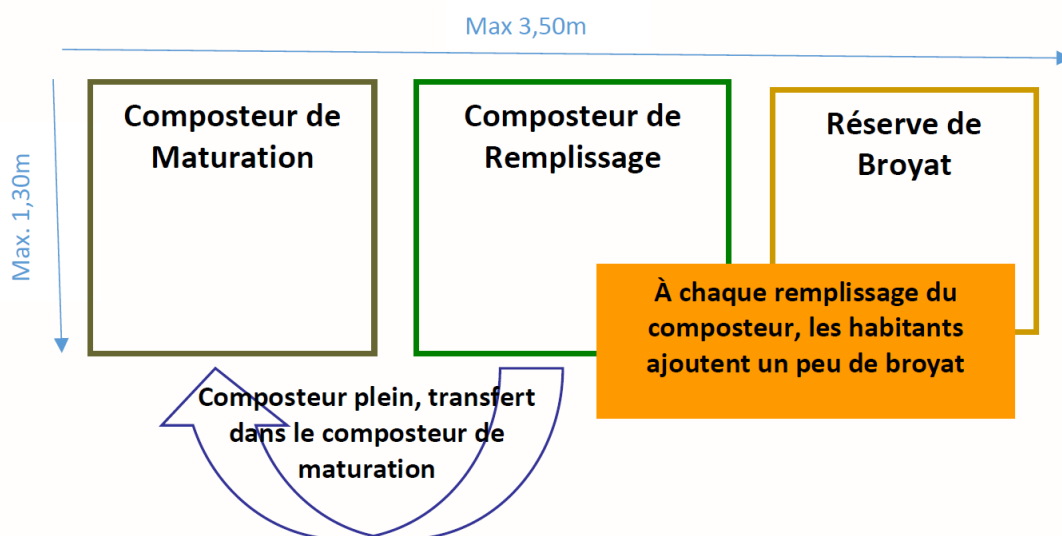 Max 3,50m
Max. 1,30m
Composteur de
Maturation
Composteur de
Remplissage
Réserve de
Broyat
À chaque remplissage du
composteur, les habitants
ajoutent un peu de broyat
Composteur plein, transfert
dans le composteur de
maturation